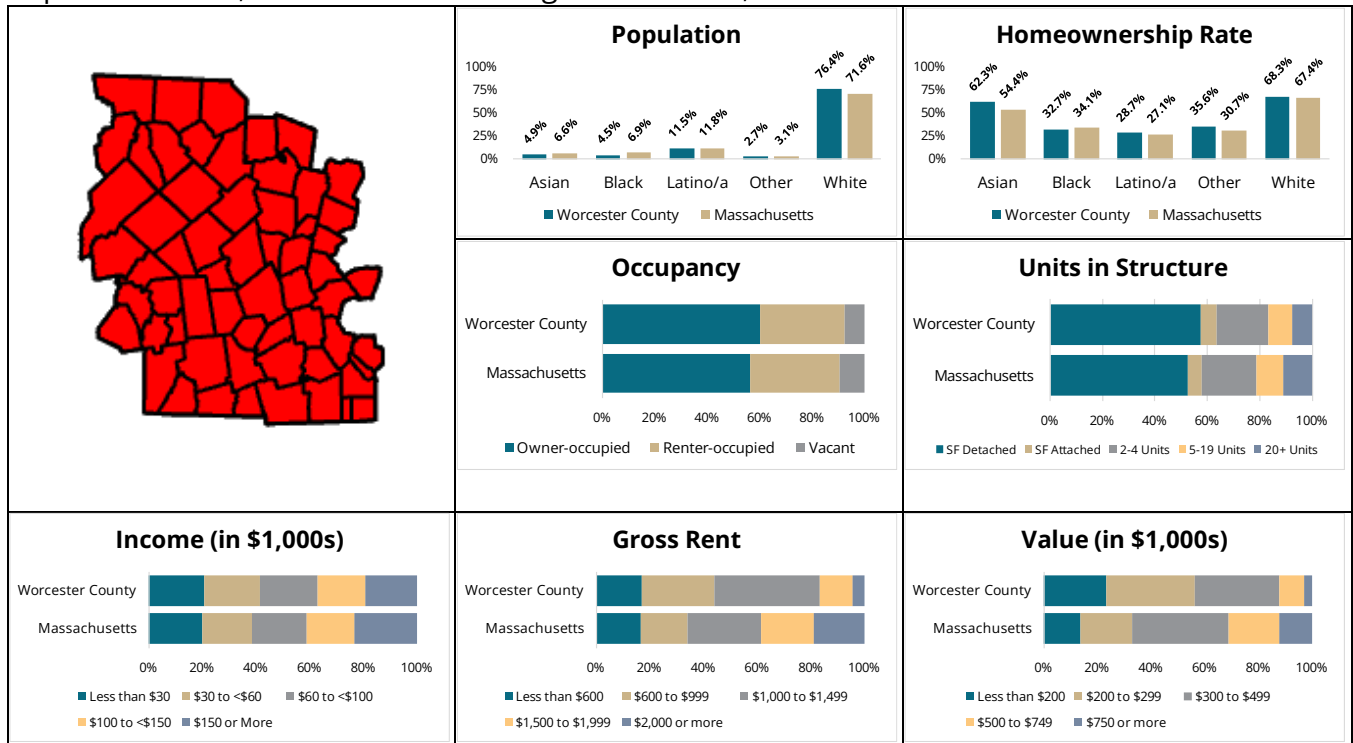 Population
100%
75%
50%
25%
0%
4.9%
6.6%
4.5%
6.9%
11.5%
11.8%
2.7%
3.1%
76.4%
71.6%
Asian Black Latino/a Other White
Worcester County Massachusetts
Homeownership Rate
100%
75%
50%
25%
0%
62.3%
54.4%
32.7%
34.1%
28.7%
27.1%
35.6%
30.7%
68.3%
67.4%
Asian Black Latino/a Other White
Worcester County Massachusetts
Occupancy
Worcester County
Massachusetts
0% 20% 40% 60% 80% 100%
Owner-occupied Renter-occupied Vacant
Units in Structure
Worcester County
Massachusetts
0% 20% 40% 60% 80% 100%
SF Detached SF Attached 2-4 Units 5-19 Units 20+ Units
Income (in $1,000s)
Worcester County
Massachusetts
0% 20% 40% 60% 80% 100%
Less than $30 $30 to <$60 $60 to <$100
$100 to <$150 $150 or More
Gross Rent
Worcester County
Massachusetts
0% 20% 40% 60% 80% 100%
Less than $600 $600 to $999 $1,000 to $1,499
$1,500 to $1,999 $2,000 or more
Value (in $1,000s)
Worcester County
Massachusetts
0% 20% 40% 60% 80% 100%
Less than $200 $200 to $299 $300 to $499
$500 to $749 $750 or more